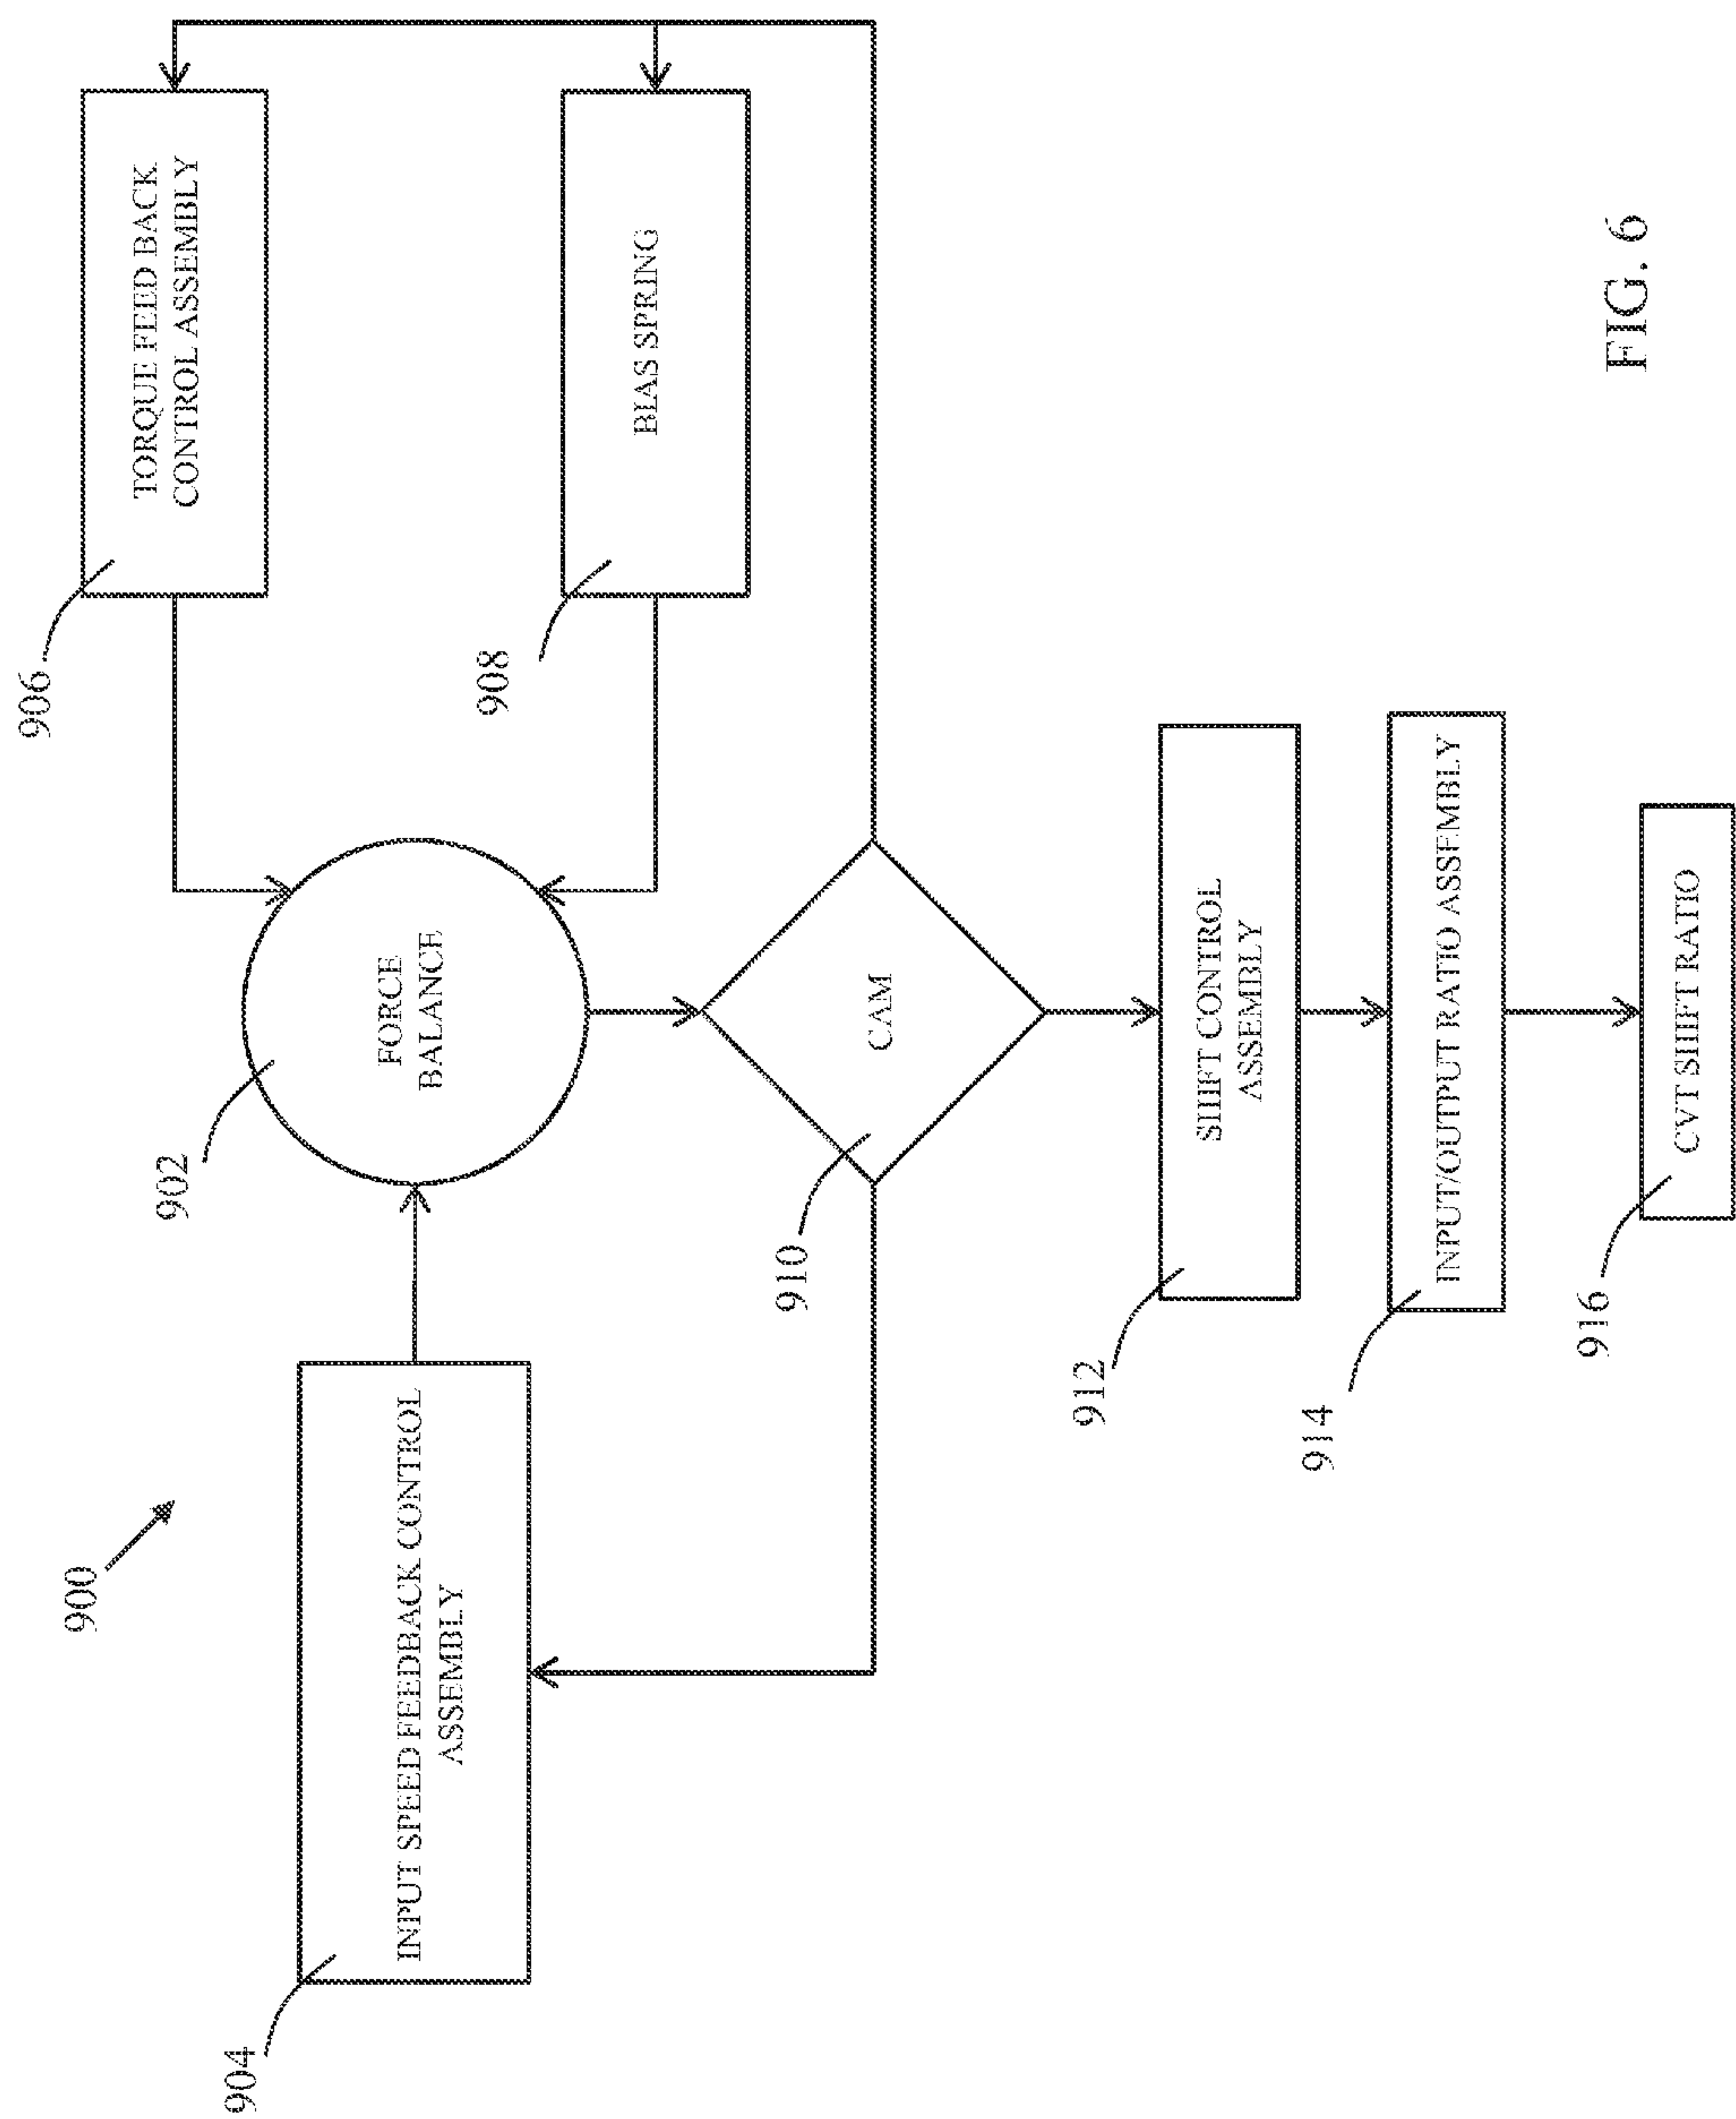 900
904
INPUT SPEED FEEDBACK CONTROL
ASSEMBLY
902
FORCE
BALANCE
906
TORQUE FEED BACK
CONTROL ASSEMBLY
908
BIAS SPRING
910
CAM
912
SHIFT CONTROL
ASSEMBLY
914
INPUT/OUTPUT RATIO ASSEMBLY
916
CVT SHIFT RATIO
FIG. 6